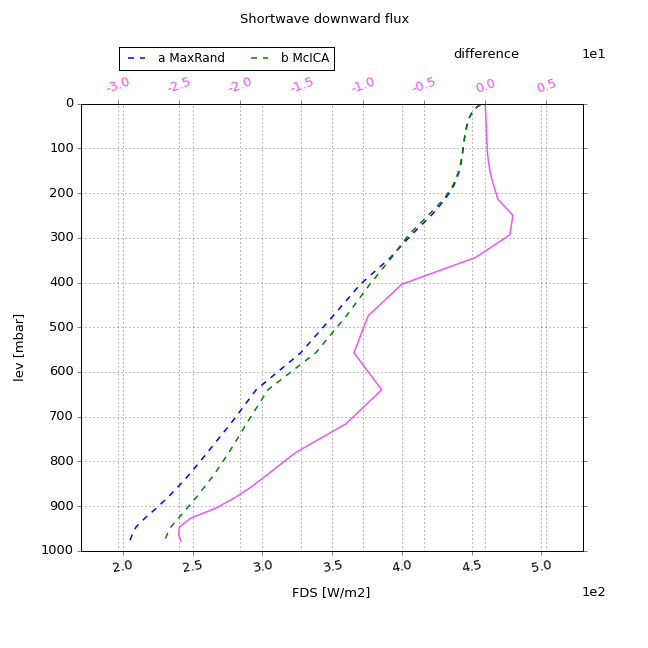 Shortwave downward flux
a MaxRand b McICA
difference 1e1
-3.0 -2.5 -2.0 -1.5 -1.0 -0.5 0.0 0.5
0
100
200
300
400
500
600
700
800
900
1000
lev [mbar]
2.0 2.5 3.0 3.5 4.0 4.5 5.0
FDS [W/m2] 1e2